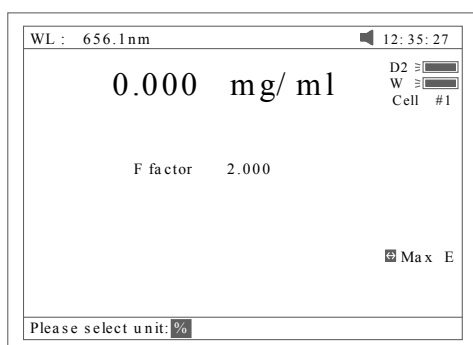 WL : 656.1nm 12:35:27
0.000 mg/ml
D2
W
Cell #1
F factor 2.000
Max E
Please select unit: %